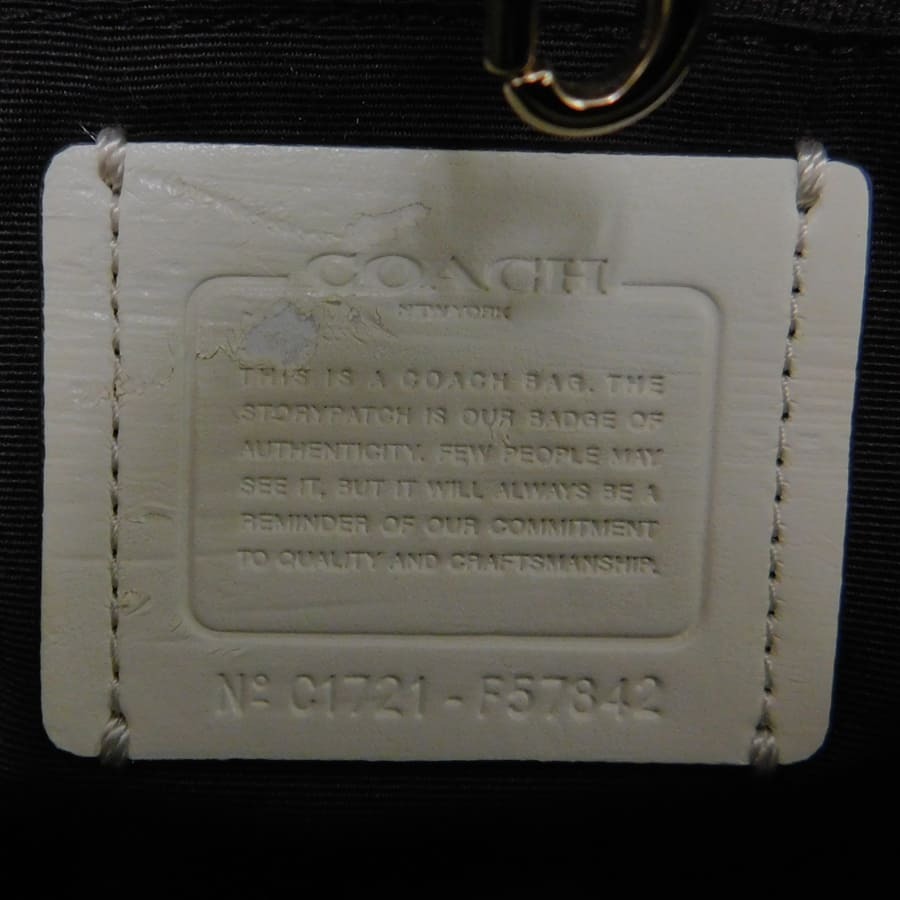 COACH
NEW YORK
THIS IS A COACH BAG. THE
STORYPATCH IS OUR BADGE OF
AUTHENTICITY. FEW PEOPLE MAY
SEE IT, BUT IT WILL ALWAYS BE A
REMINDER OF OUR COMMITMENT
TO QUALITY AND CRAFTSMANSHIP.
Nº C1721-F57842